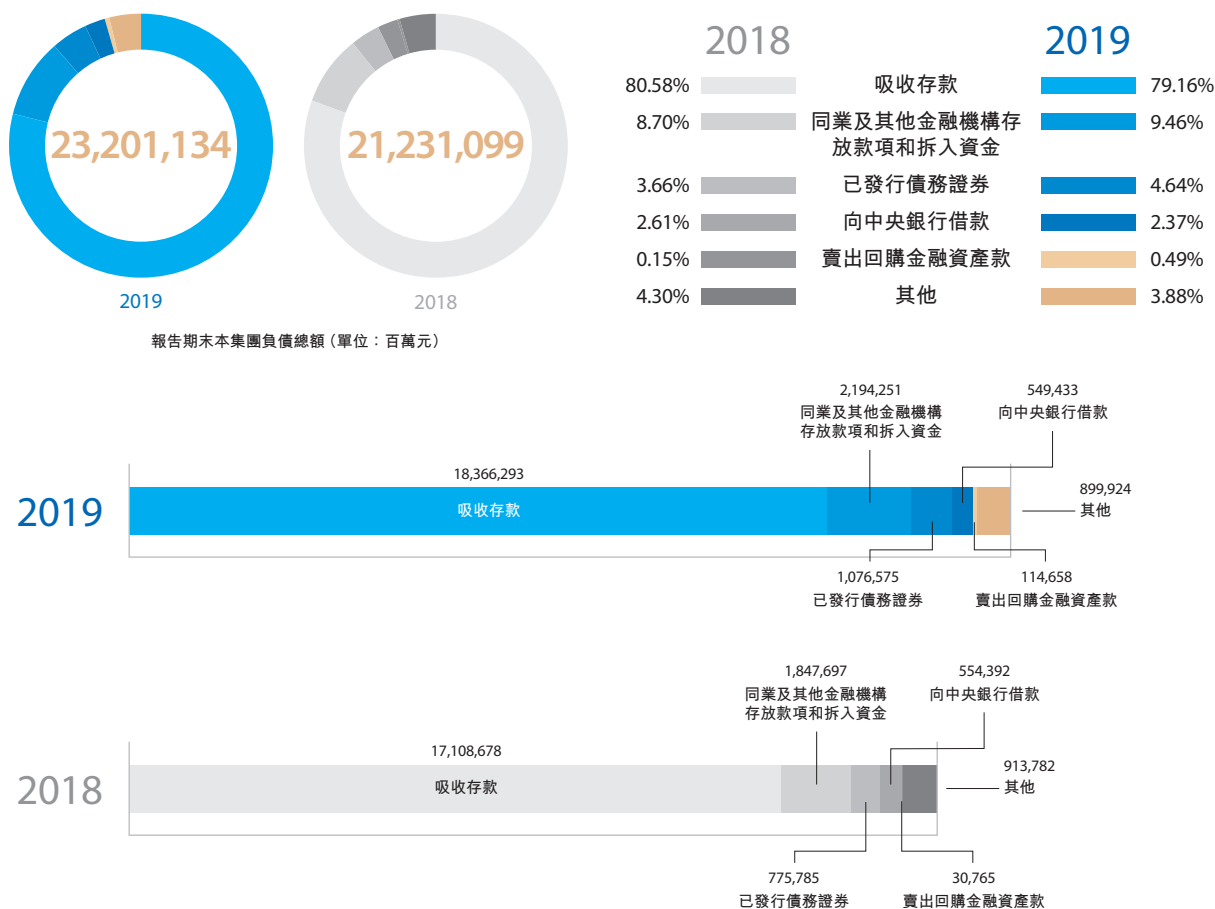 23,201,134
2019
21,231,099
2018
報告期末本集團負債總額（單位：百萬元）
2018
2019
80.58%
吸收存款
79.16%
8.70%
同業及其他金融機構存
放款項和拆入資金
9.46%
3.66%
已發行債務證券
4.64%
2.61%
向中央銀行借款
2.37%
0.15%
賣出回購金融資產款
0.49%
4.30%
其他
3.88%
2019
18,366,293
吸收存款
2,194,251
同業及其他金融機構
存放款項和拆入資金
549,433
向中央銀行借款
899,924
其他
1,076,575
已發行債務證券
114,658
賣出回購金融資產款
2018
17,108,678
吸收存款
1,847,697
同業及其他金融機構
存放款項和拆入資金
554,392
向中央銀行借款
913,782
其他
775,785
已發行債務證券
30,765
賣出回購金融資產款